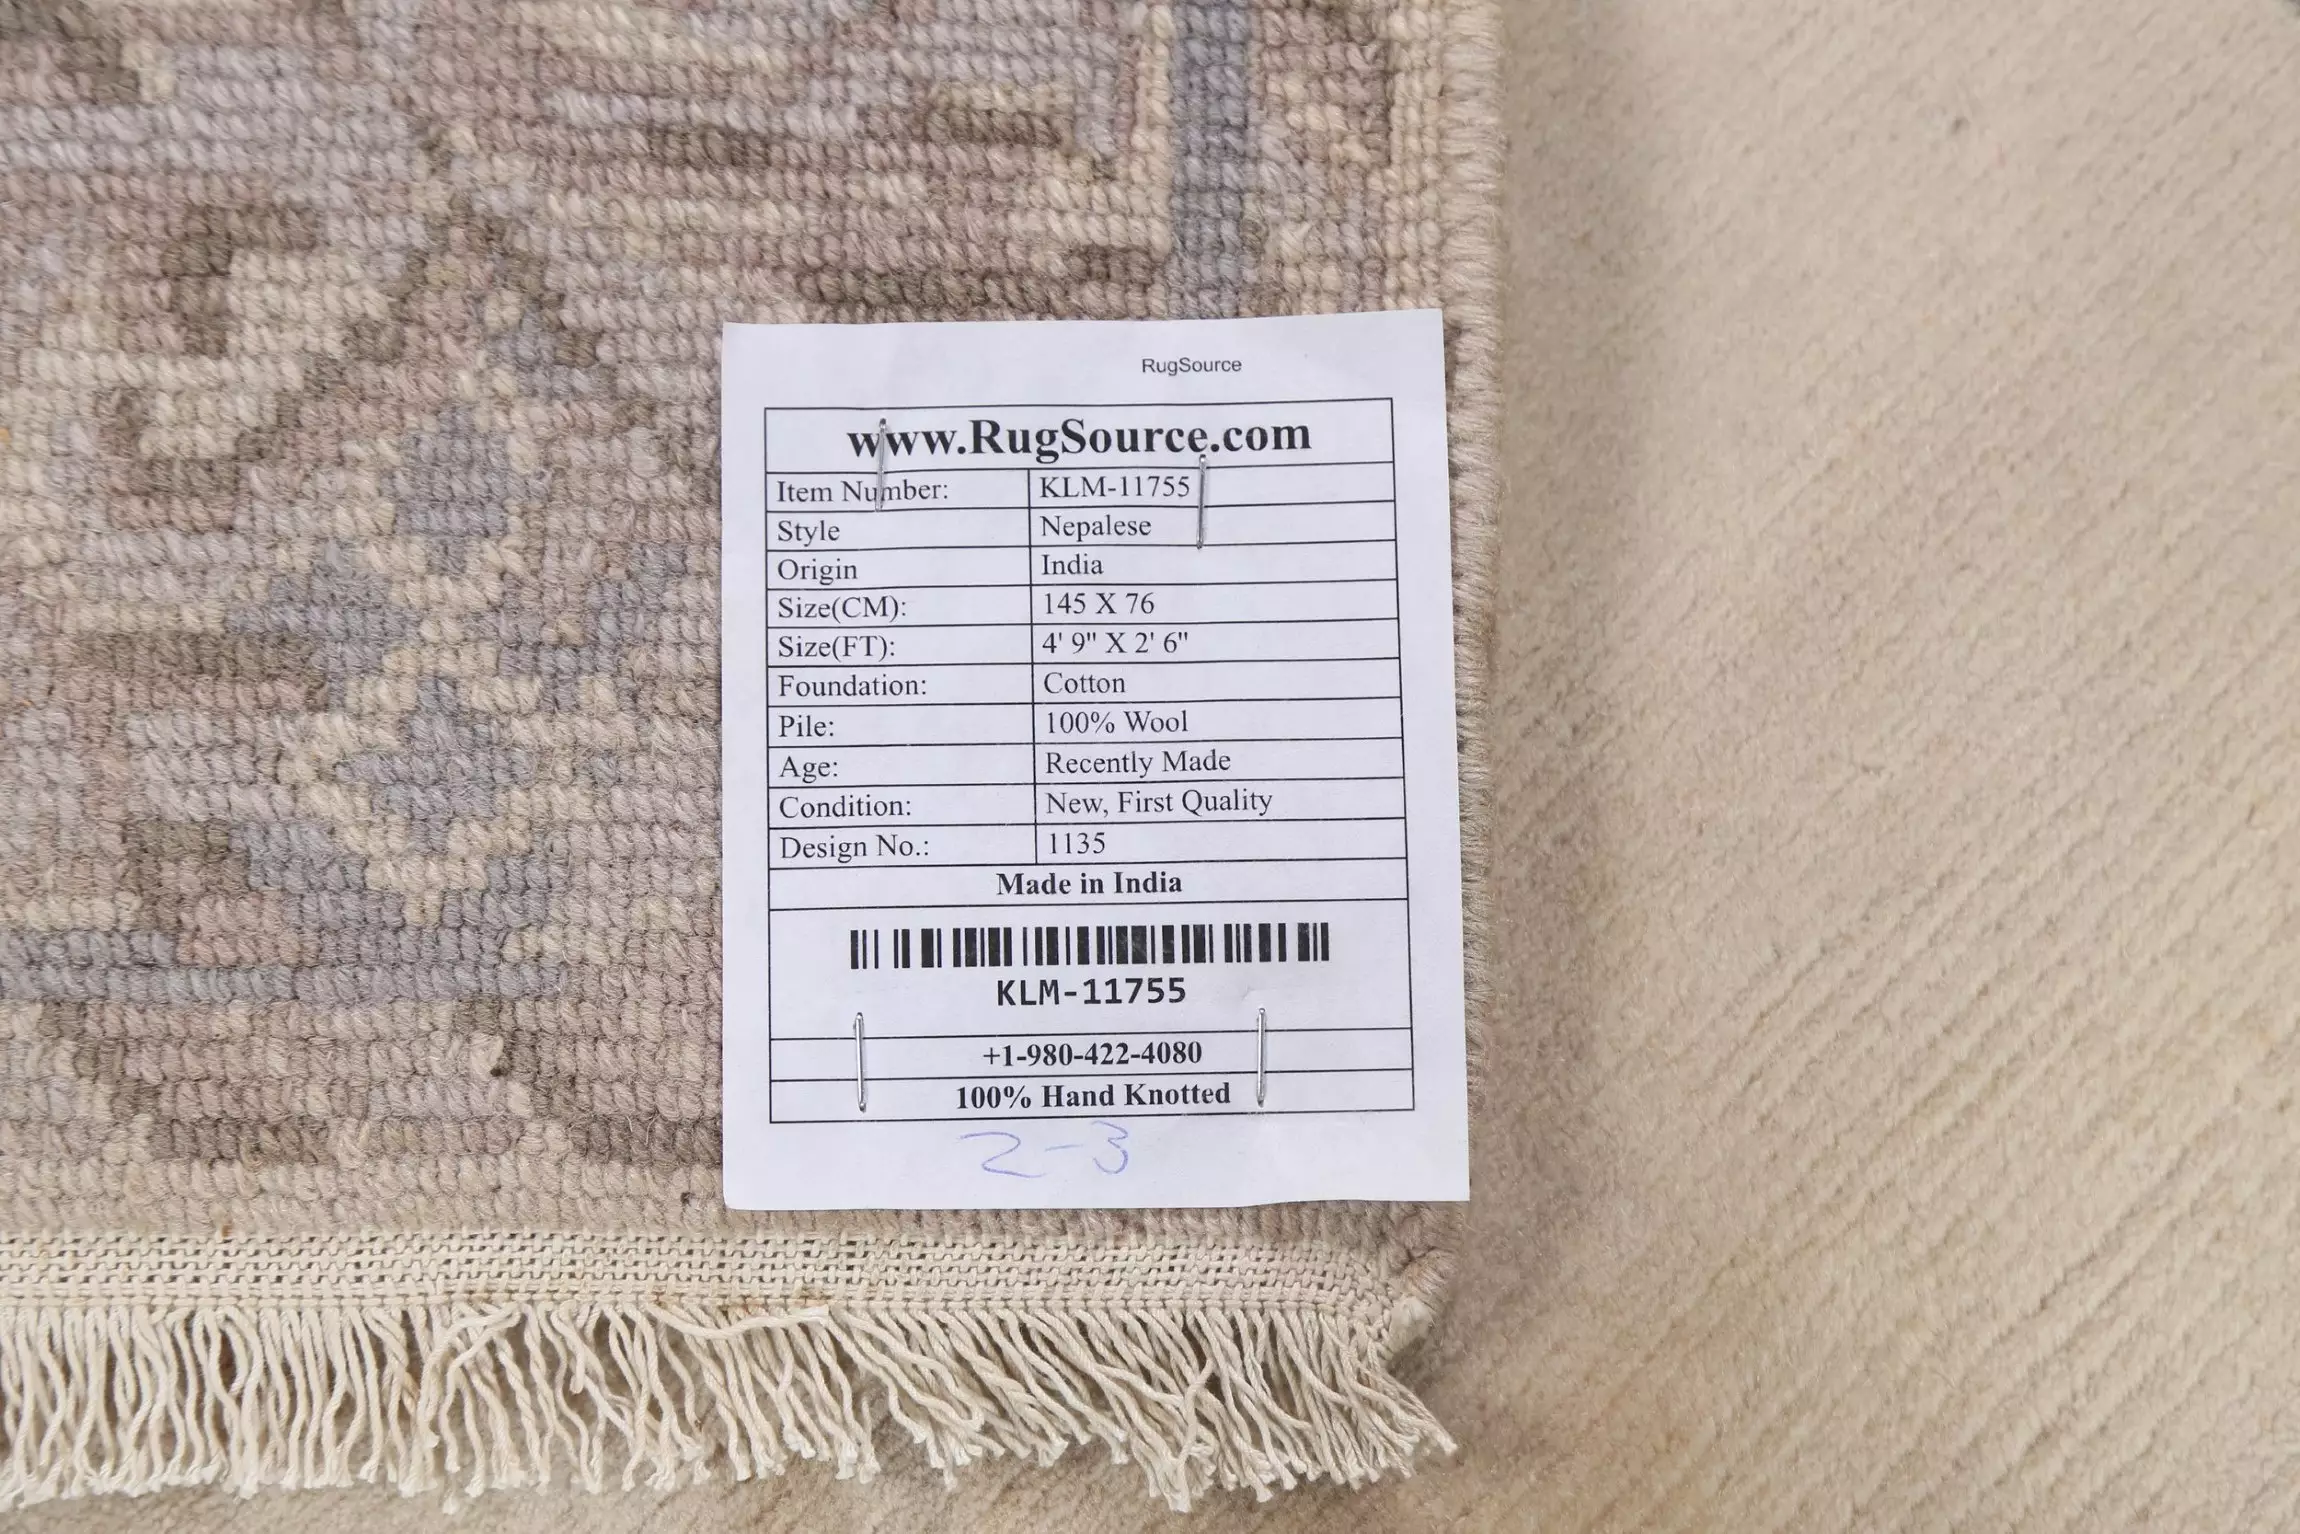 RugSource
www.RugSource.com
Item Number: KLM-11755
Style Nepalese
Origin India
Size(CM): 145 X 76
Size(FT): 4' 9" X 2' 6"
Foundation: Cotton
Pile: 100% Wool
Age: Recently Made
Condition: New, First Quality
Design No.: 1135
Made in India
KLM-11755
+1-980-422-4080
100% Hand Knotted
2-3